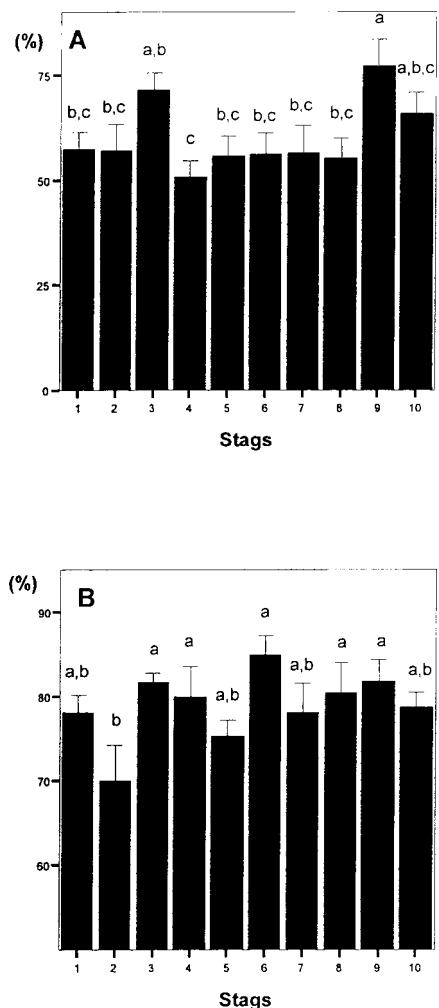 (%)
A
a
a,b
a,b,c
b,c b,c b,c b,c b,c b,c
c
75
50
25
0
1 2 3 4 5 6 7 8 9 10
Stags
(%)
B
90
a
a a a a
a,b a,b a,b a,b
b
80
70
60
1 2 3 4 5 6 7 8 9 10
Stags